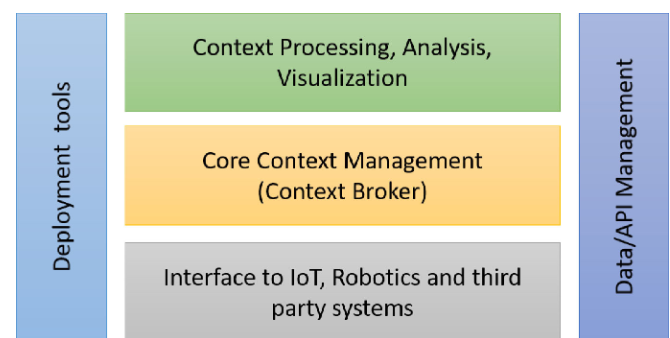 Deployment tools
Context Processing, Analysis,
Visualization
Core Context Management
(Context Broker)
Interface to IoT, Robotics and third
party systems
Data/API Management